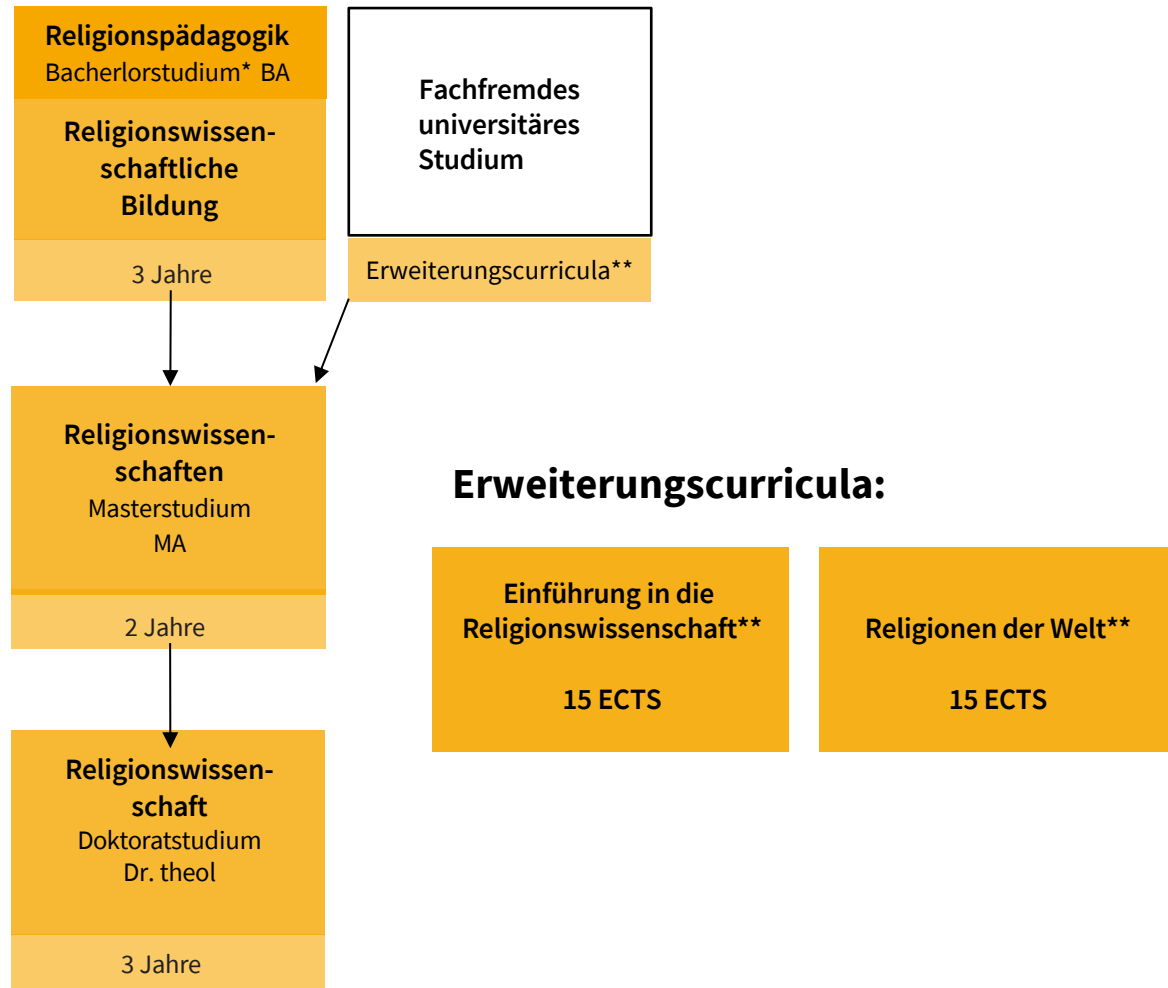 Religionspädagogik
Bacherlorstudium* BA
Religionswissen-
schaftliche
Bildung
3 Jahre
Fachfremdes
universitäres
Studium
Erweiterungscurricula**
Religionswissen-
schaften
Masterstudium
MA
2 Jahre
Religionswissen-
schaft
Doktoratstudium
Dr. theol
3 Jahre
Erweiterungscurricula:
Einführung in die
Religionswissenschaft**
15 ECTS
Religionen der Welt**
15 ECTS